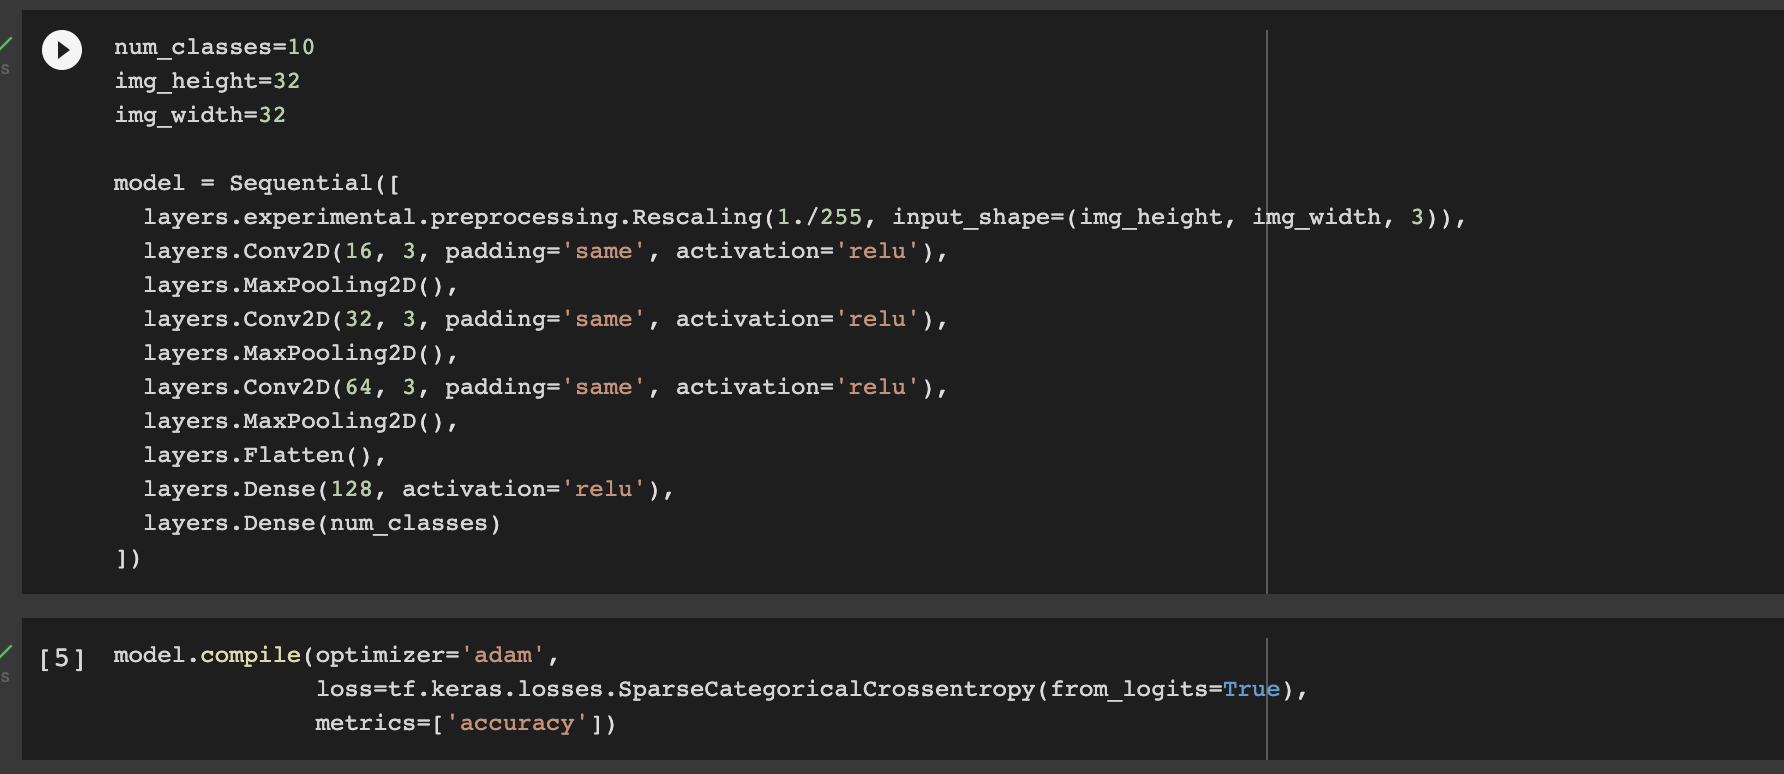 num_classes=10
img_height=32
img_width=32
model = Sequential([
  layers.experimental.preprocessing.Rescaling(1./255, input_shape=(img_height, img_width, 3)),
  layers.Conv2D(16, 3, padding='same', activation='relu'),
  layers.MaxPooling2D(),
  layers.Conv2D(32, 3, padding='same', activation='relu'),
  layers.MaxPooling2D(),
  layers.Conv2D(64, 3, padding='same', activation='relu'),
  layers.MaxPooling2D(),
  layers.Flatten(),
  layers.Dense(128, activation='relu'),
  layers.Dense(num_classes)
])
s
[5] model.compile(optimizer='adam',
              loss=tf.keras.losses.SparseCategoricalCrossentropy(from_logits=True),
              metrics=['accuracy'])
s